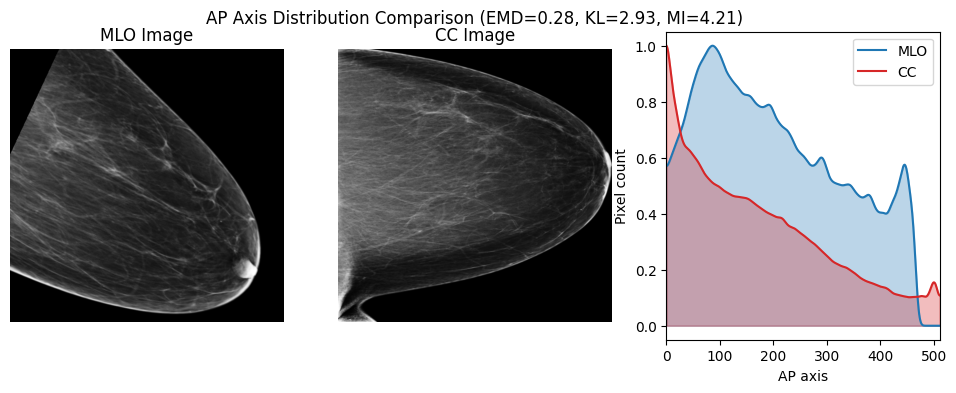 AP Axis Distribution Comparison (EMD=0.28, KL=2.93, MI=4.21)
MLO Image
CC Image
MLO
CC
Pixel count
1.0
0.8
0.6
0.4
0.2
0.0
0 100 200 300 400 500
AP axis